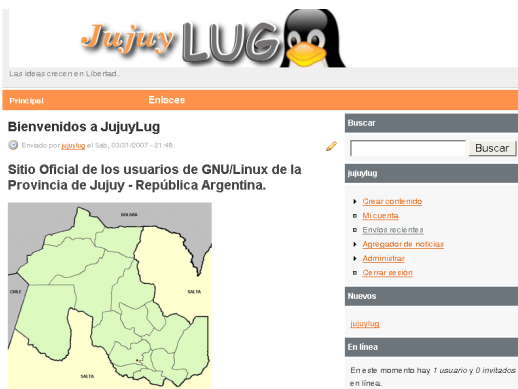 Jujuy LUG
Las ideas crecen en Libertad..
Principal
Enlaces
Bienvenidos a JujuyLug
Enviado por jujuylug el Sáb, 03/31/2007 - 21:48.
Sitio Oficial de los usuarios de GNU/Linux de la
Provincia de Jujuy - República Argentina.
BOLIVIA
CHILE
SALTA
SALTA
Buscar
Buscar
jujuylug
Crear contenido
Mi cuenta
Envíos recientes
Agregador de noticias
Administrar
Cerrar sesión
Nuevos
jujuylug
En línea
En este momento hay 1 usuario y 0 invitados
en línea.